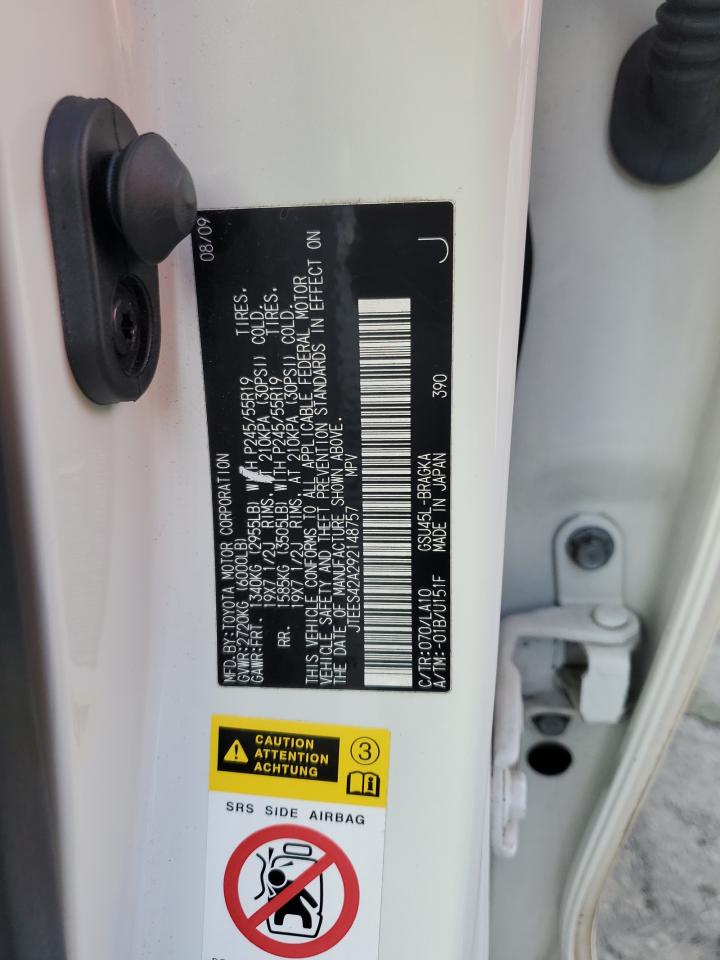 08/09
MFD. BY: TOYOTA MOTOR CORPORATION
GVWR: 2720KG (6000LB)
GAWR: FRT. 1340KG (2955LB) WITH P245/55R19 TIRES.
19X7 1/2J RIMS, AT 210KPA (30PSI) COLD.
RR. 1585KG (3505LB) WITH P245/55R19 TIRES.
19X7 1/2J RIMS, AT 210KPA (30PSI) COLD.
THIS VEHICLE CONFORMS TO ALL APPLICABLE FEDERAL MOTOR
VEHICLE SAFETY AND THEFT PREVENTION STANDARDS IN EFFECT ON
THE DATE OF MANUFACTURE SHOWN ABOVE.
JTEES42A292148757 MPV
C/TR: 070/LA10 GSU45L-BRAGKA
A/TM: -01B/U151F MADE IN JAPAN 390
J
CAUTION
ATTENTION
ACHTUNG
3
SRS SIDE AIRBAG